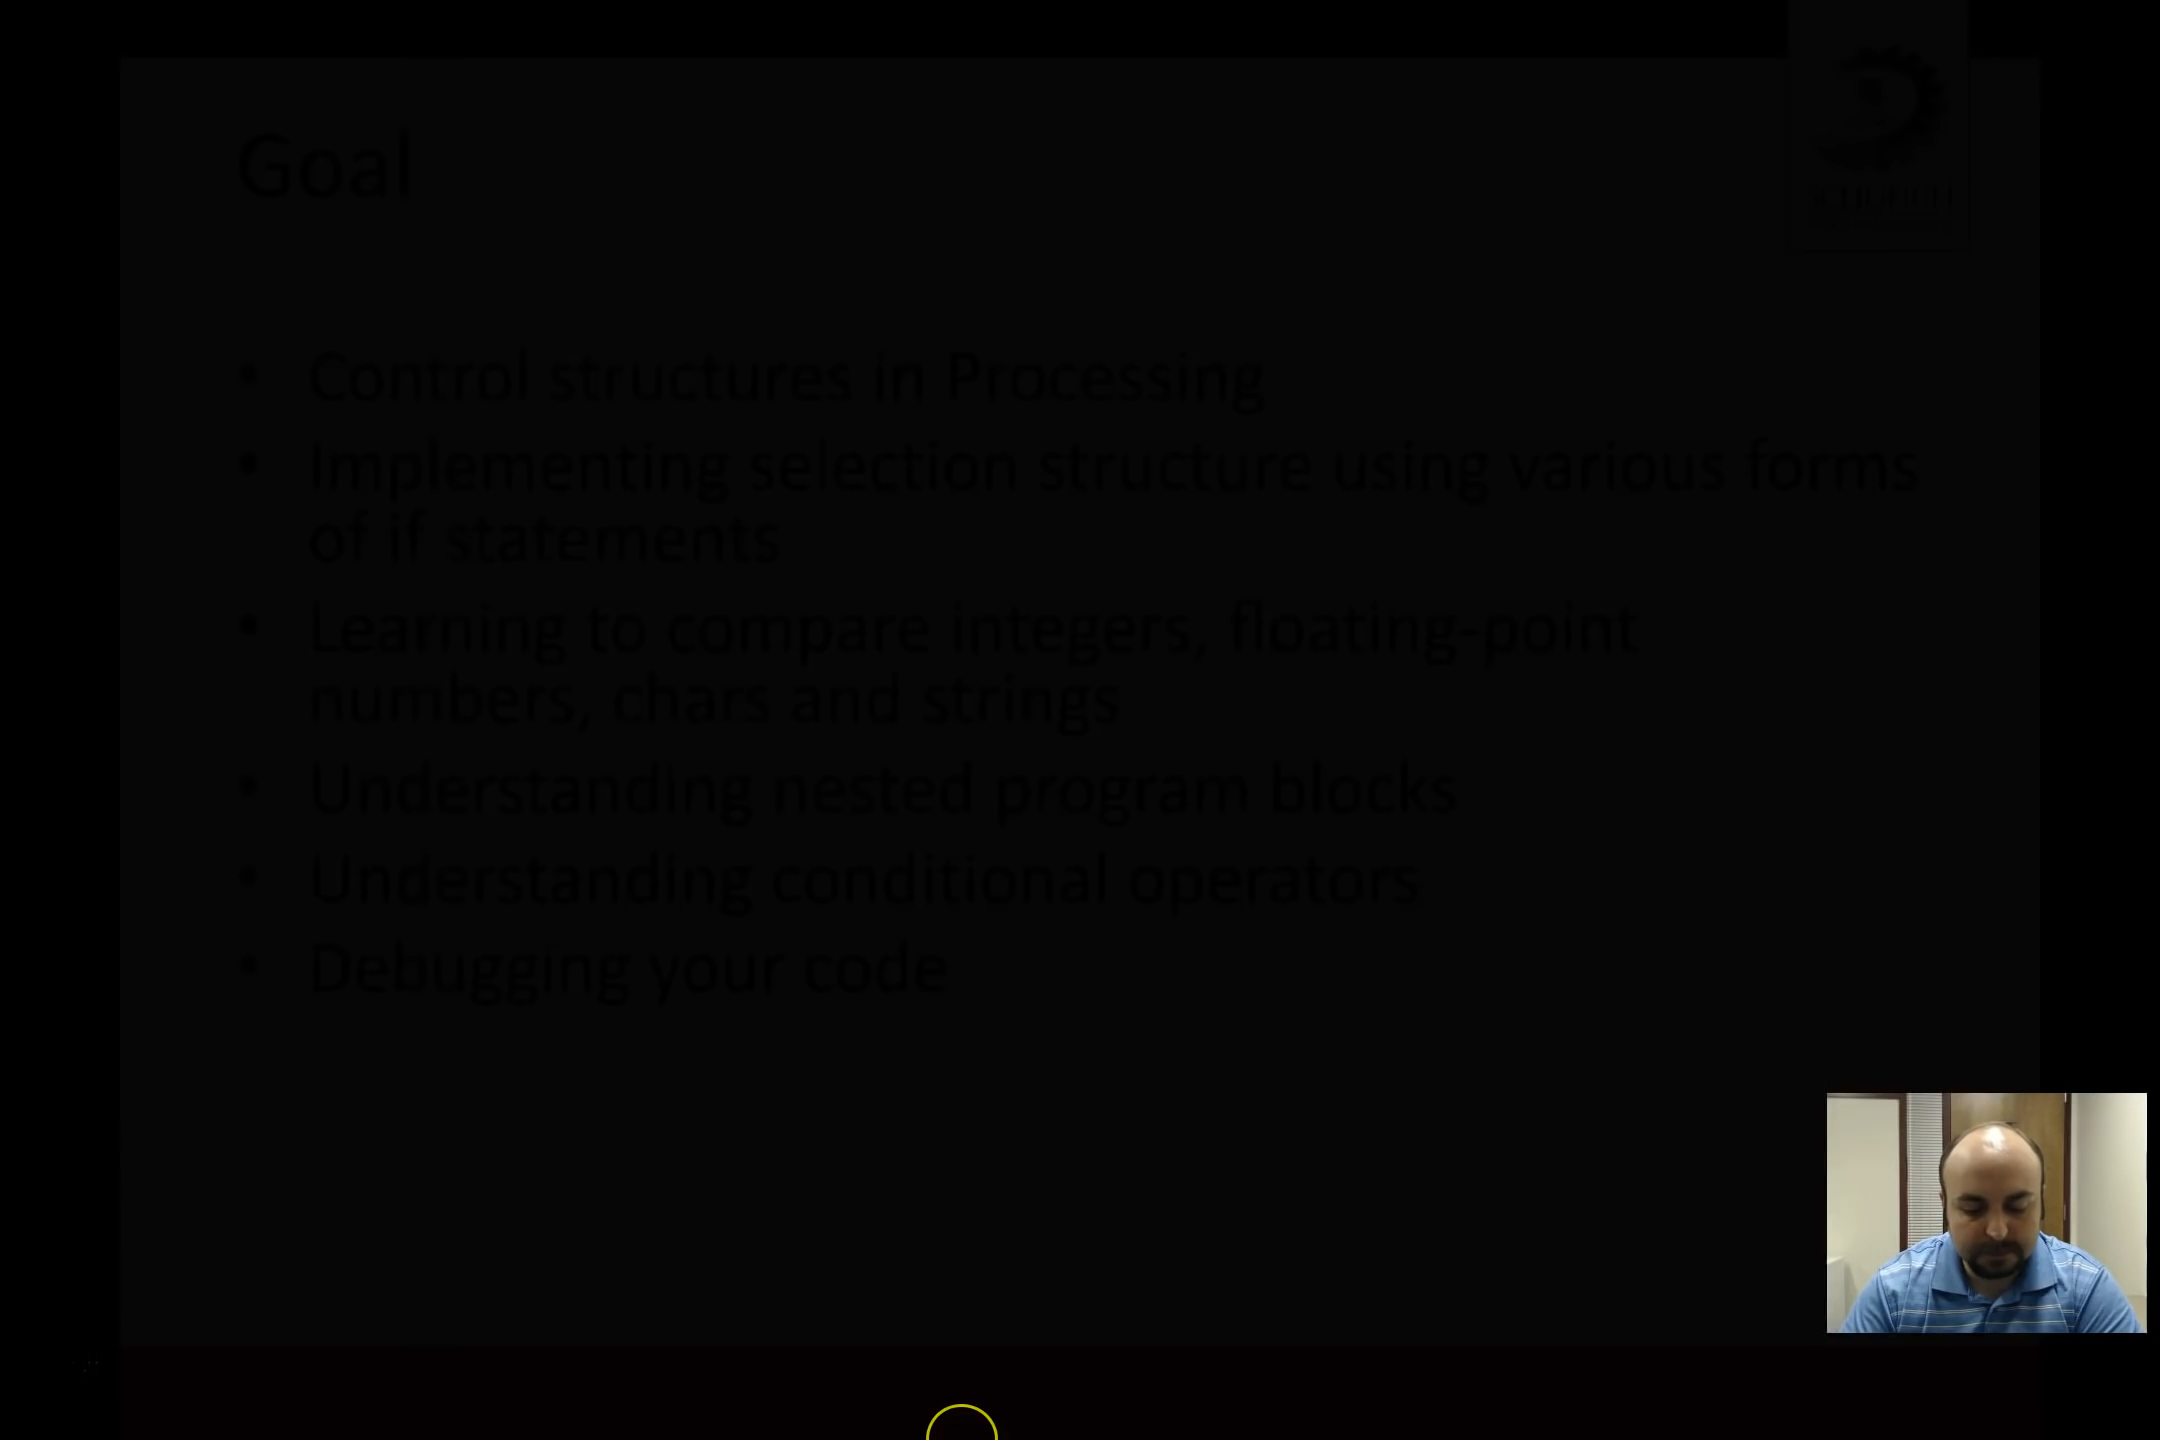 Goal
• Control structures in Processing
• Implementing selection structure using various forms
of if statements
• Learning to compare integers, floating-point
numbers, chars and strings
• Understanding nested program blocks
• Understanding conditional operators
• Debugging your code